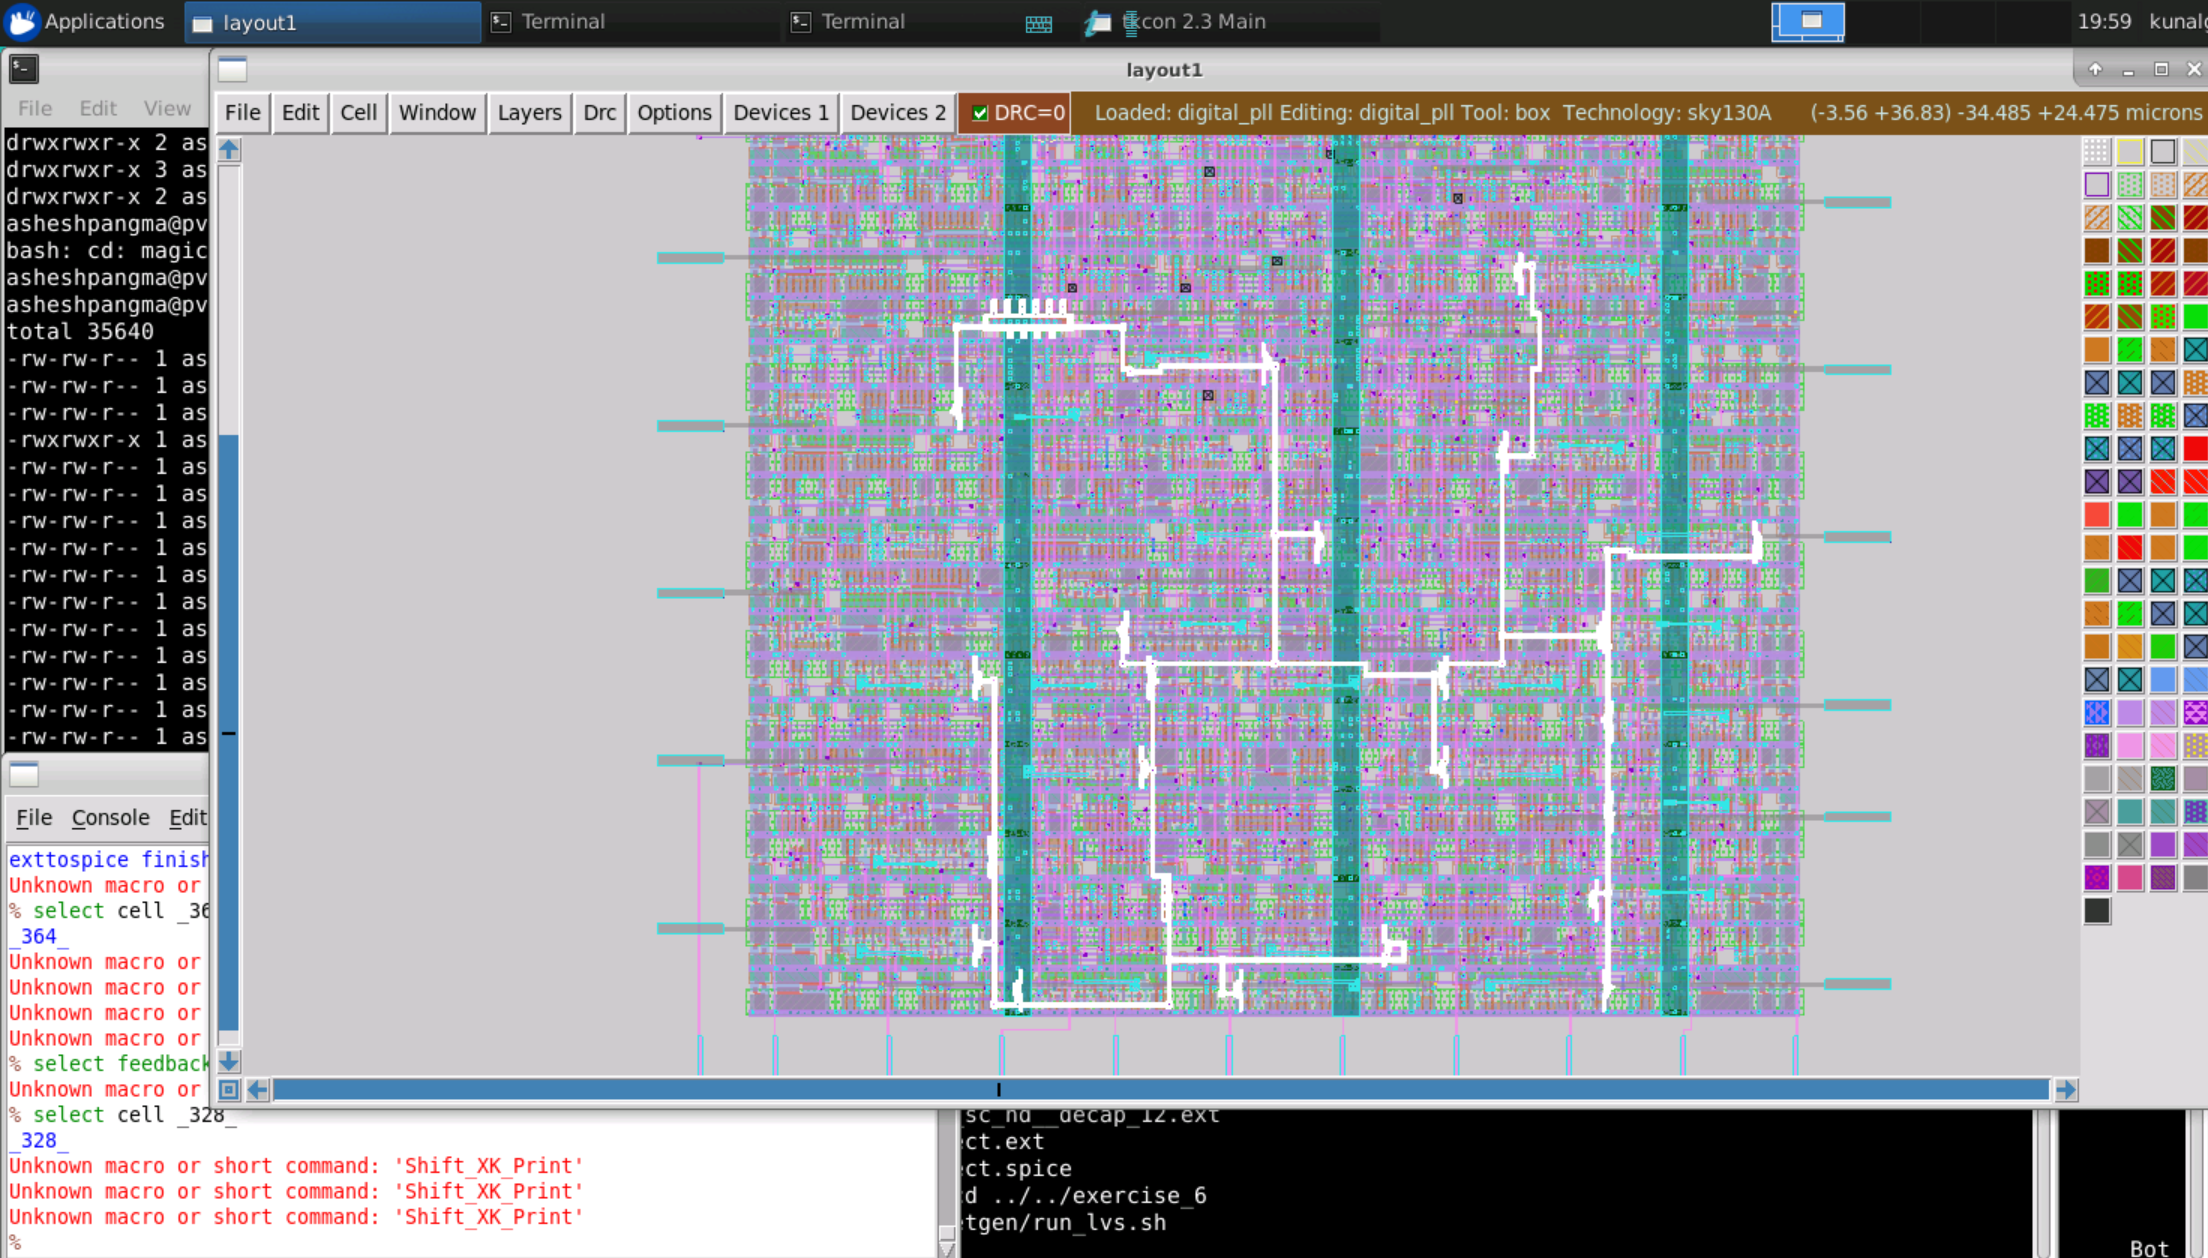 Applications layout1 Terminal Terminal tkcon 2.3 Main 19:59 kunalg
layout1
File Edit View
File Edit Cell Window Layers Drc Options Devices 1 Devices 2 DRC=0 Loaded: digital_pll Editing: digital_pll Tool: box Technology: sky130A (-3.56 +36.83) -34.485 +24.475 microns
drwxrwxr-x 2 as
drwxrwxr-x 3 as
drwxrwxr-x 2 as
asheshpangma@pv
bash: cd: magic
asheshpangma@pv
asheshpangma@pv
total 35640
-rw-rw-r-- 1 as
-rw-rw-r-- 1 as
-rw-rw-r-- 1 as
-rwxrwxr-x 1 as
-rw-rw-r-- 1 as
-rw-rw-r-- 1 as
-rw-rw-r-- 1 as
-rw-rw-r-- 1 as
-rw-rw-r-- 1 as
-rw-rw-r-- 1 as
-rw-rw-r-- 1 as
-rw-rw-r-- 1 as
-rw-rw-r-- 1 as
-rw-rw-r-- 1 as
-rw-rw-r-- 1 as
File Console Edit
exttospice finish
Unknown macro or
% select cell _36
_364_
Unknown macro or
Unknown macro or
Unknown macro or
Unknown macro or
% select feedback
Unknown macro or
% select cell _328_
_328_
Unknown macro or short command: 'Shift_XK_Print'
Unknown macro or short command: 'Shift_XK_Print'
Unknown macro or short command: 'Shift_XK_Print'
%
sc_hd__decap_12.ext
ect.ext
ect.spice
cd ../../exercise_6
etgen/run_lvs.sh
Bot